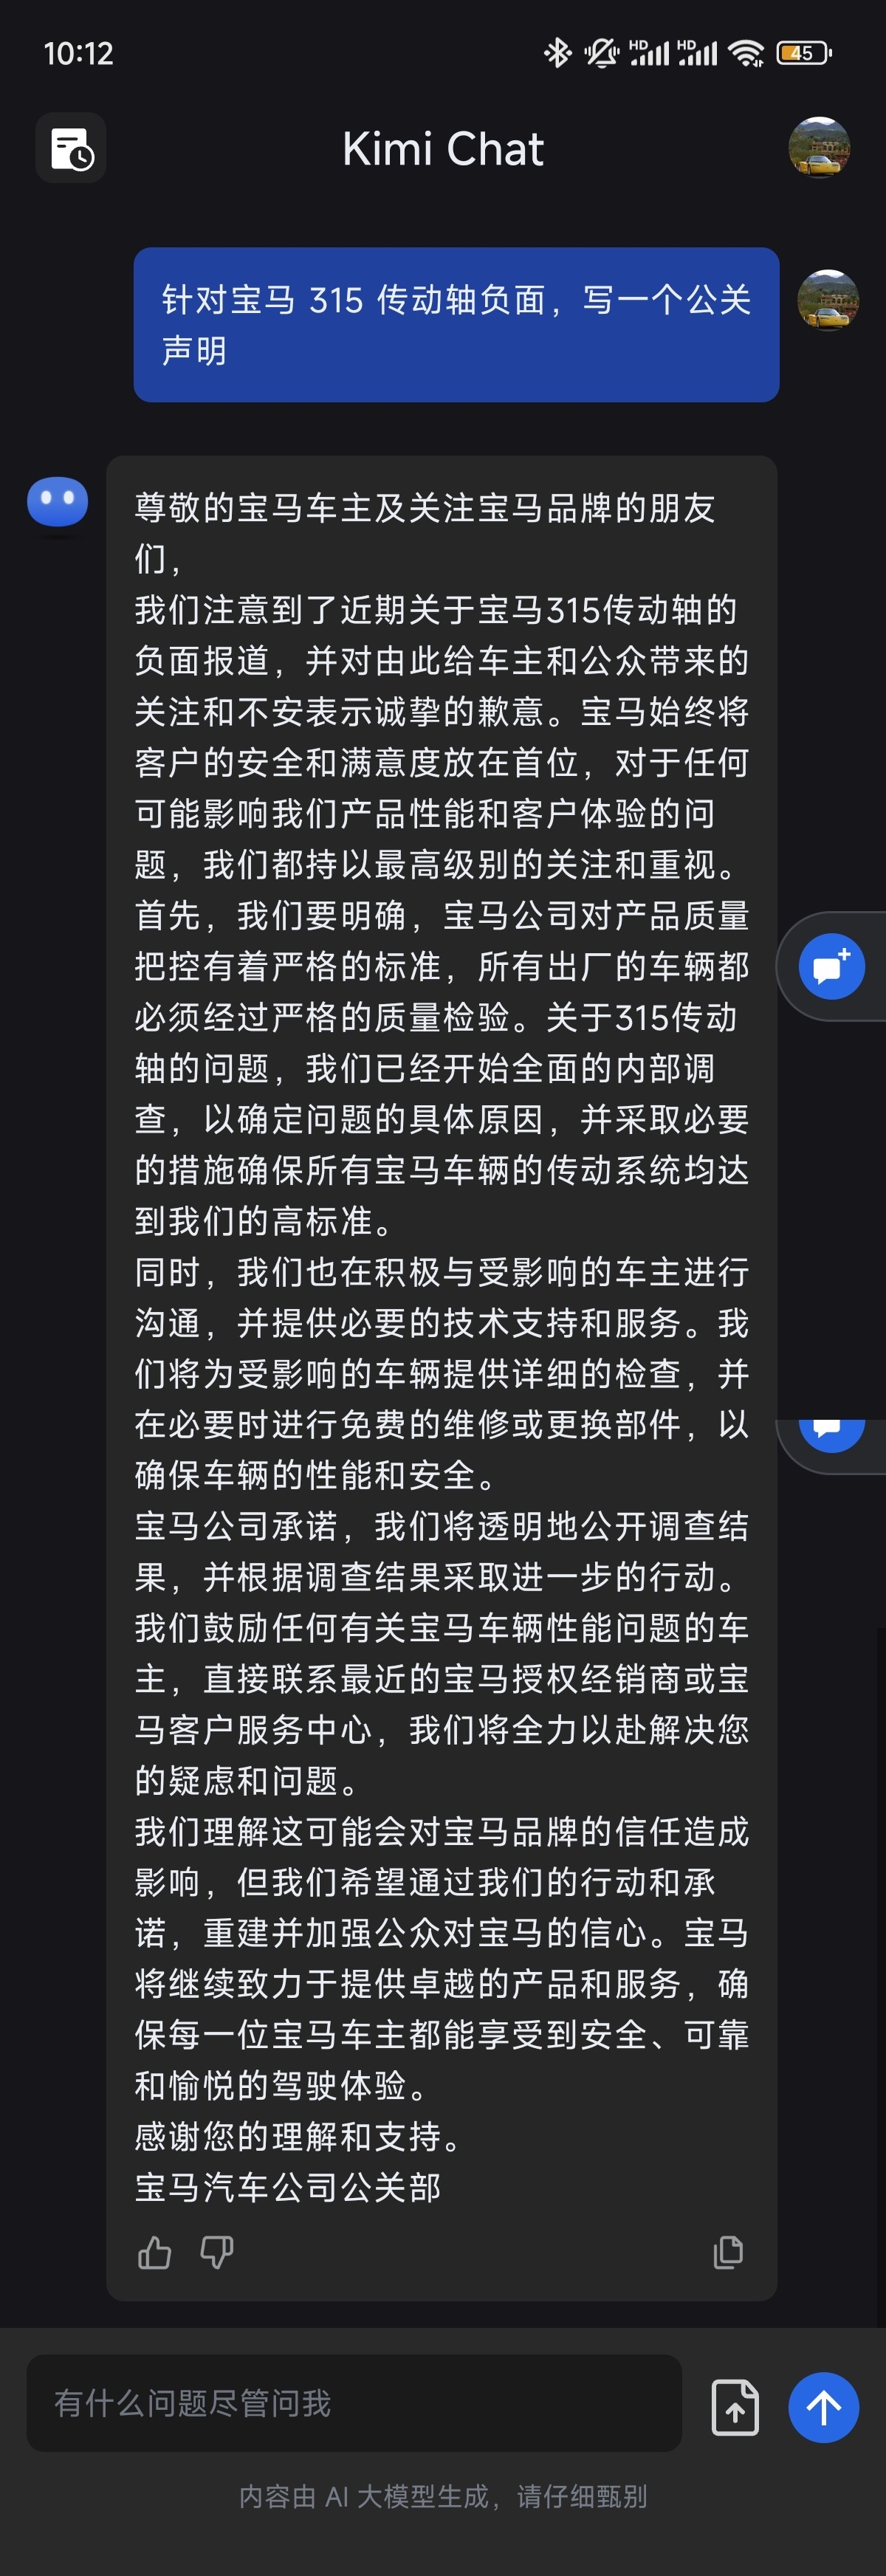 10:12
HD
HD
45
Kimi Chat
针对宝马 315 传动轴负面，写一个公关
声明
尊敬的宝马车主及关注宝马品牌的朋友
们，
我们注意到了近期关于宝马315传动轴的
负面报道，并对由此给车主和公众带来的
关注和不安表示诚挚的歉意。宝马始终将
客户的安全和满意度放在首位，对于任何
可能影响我们产品性能和客户体验的问
题，我们都持以最高级别的关注和重视。
首先，我们要明确，宝马公司对产品质量
把控有着严格的标准，所有出厂的车辆都
必须经过严格的质量检验。关于315传动
轴的问题，我们已经开始全面的内部调
查，以确定问题的具体原因，并采取必要
的措施确保所有宝马车辆的传动系统均达
到我们的高标准。
同时，我们也在积极与受影响的车主进行
沟通，并提供必要的技术支持和服务。我
们将为受影响的车辆提供详细的检查，并
在必要时进行免费的维修或更换部件，以
确保车辆的性能和安全。
宝马公司承诺，我们将透明地公开调查结
果，并根据调查结果采取进一步的行动。
我们鼓励任何有关宝马车辆性能问题的车
主，直接联系最近的宝马授权经销商或宝
马客户服务中心，我们将全力以赴解决您
的疑虑和问题。
我们理解这可能会对宝马品牌的信任造成
影响，但我们希望通过我们的行动和承
诺，重建并加强公众对宝马的信心。宝马
将继续致力于提供卓越的产品和服务，确
保每一位宝马车主都能享受到安全、可靠
和愉悦的驾驶体验。
感谢您的理解和支持。
宝马汽车公司公关部
有什么问题尽管问我
内容由 AI 大模型生成，请仔细甄别